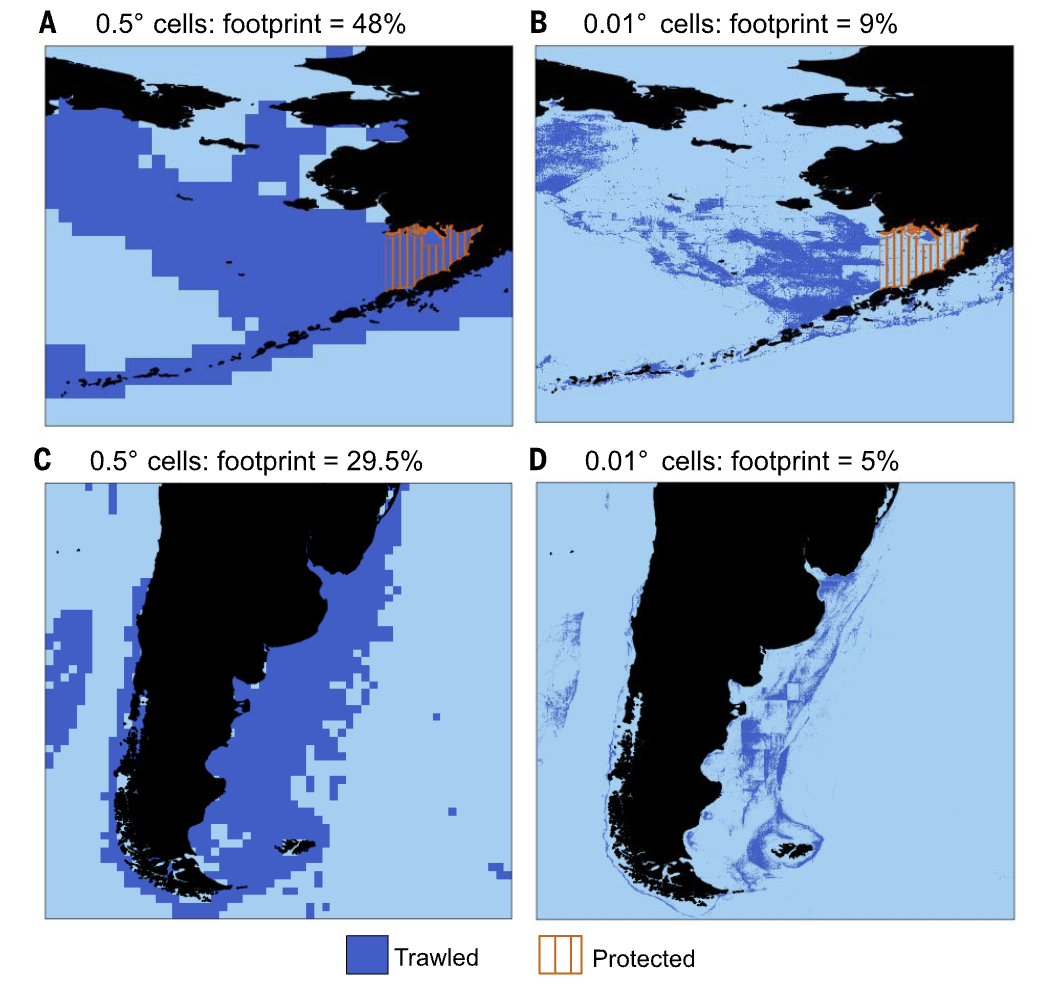 A 0.5° cells: footprint = 48%
B 0.01° cells: footprint = 9%
C 0.5° cells: footprint = 29.5%
D 0.01° cells: footprint = 5%
Trawled
Protected